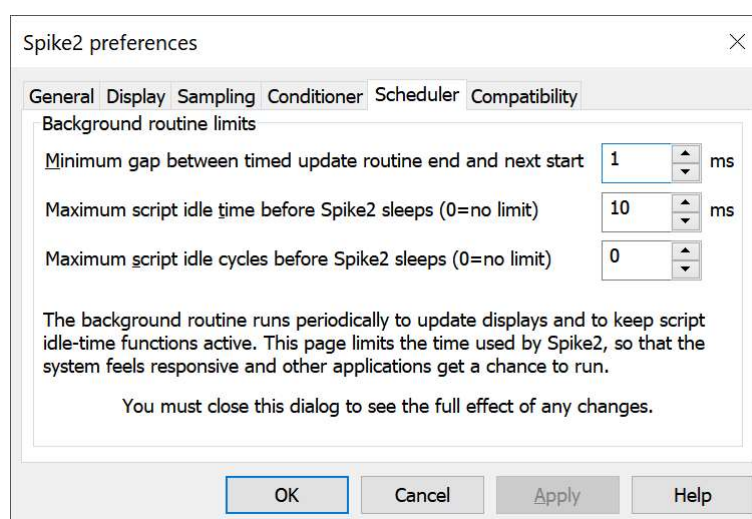 Spike2 preferences
General Display Sampling Conditioner Scheduler Compatibility
Background routine limits
Minimum gap between timed update routine end and next start 1 ms
Maximum script idle time before Spike2 sleeps (0=no limit) 10 ms
Maximum script idle cycles before Spike2 sleeps (0=no limit) 0
The background routine runs periodically to update displays and to keep script
idle-time functions active. This page limits the time used by Spike2, so that the
system feels responsive and other applications get a chance to run.
You must close this dialog to see the full effect of any changes.
OK Cancel Apply Help